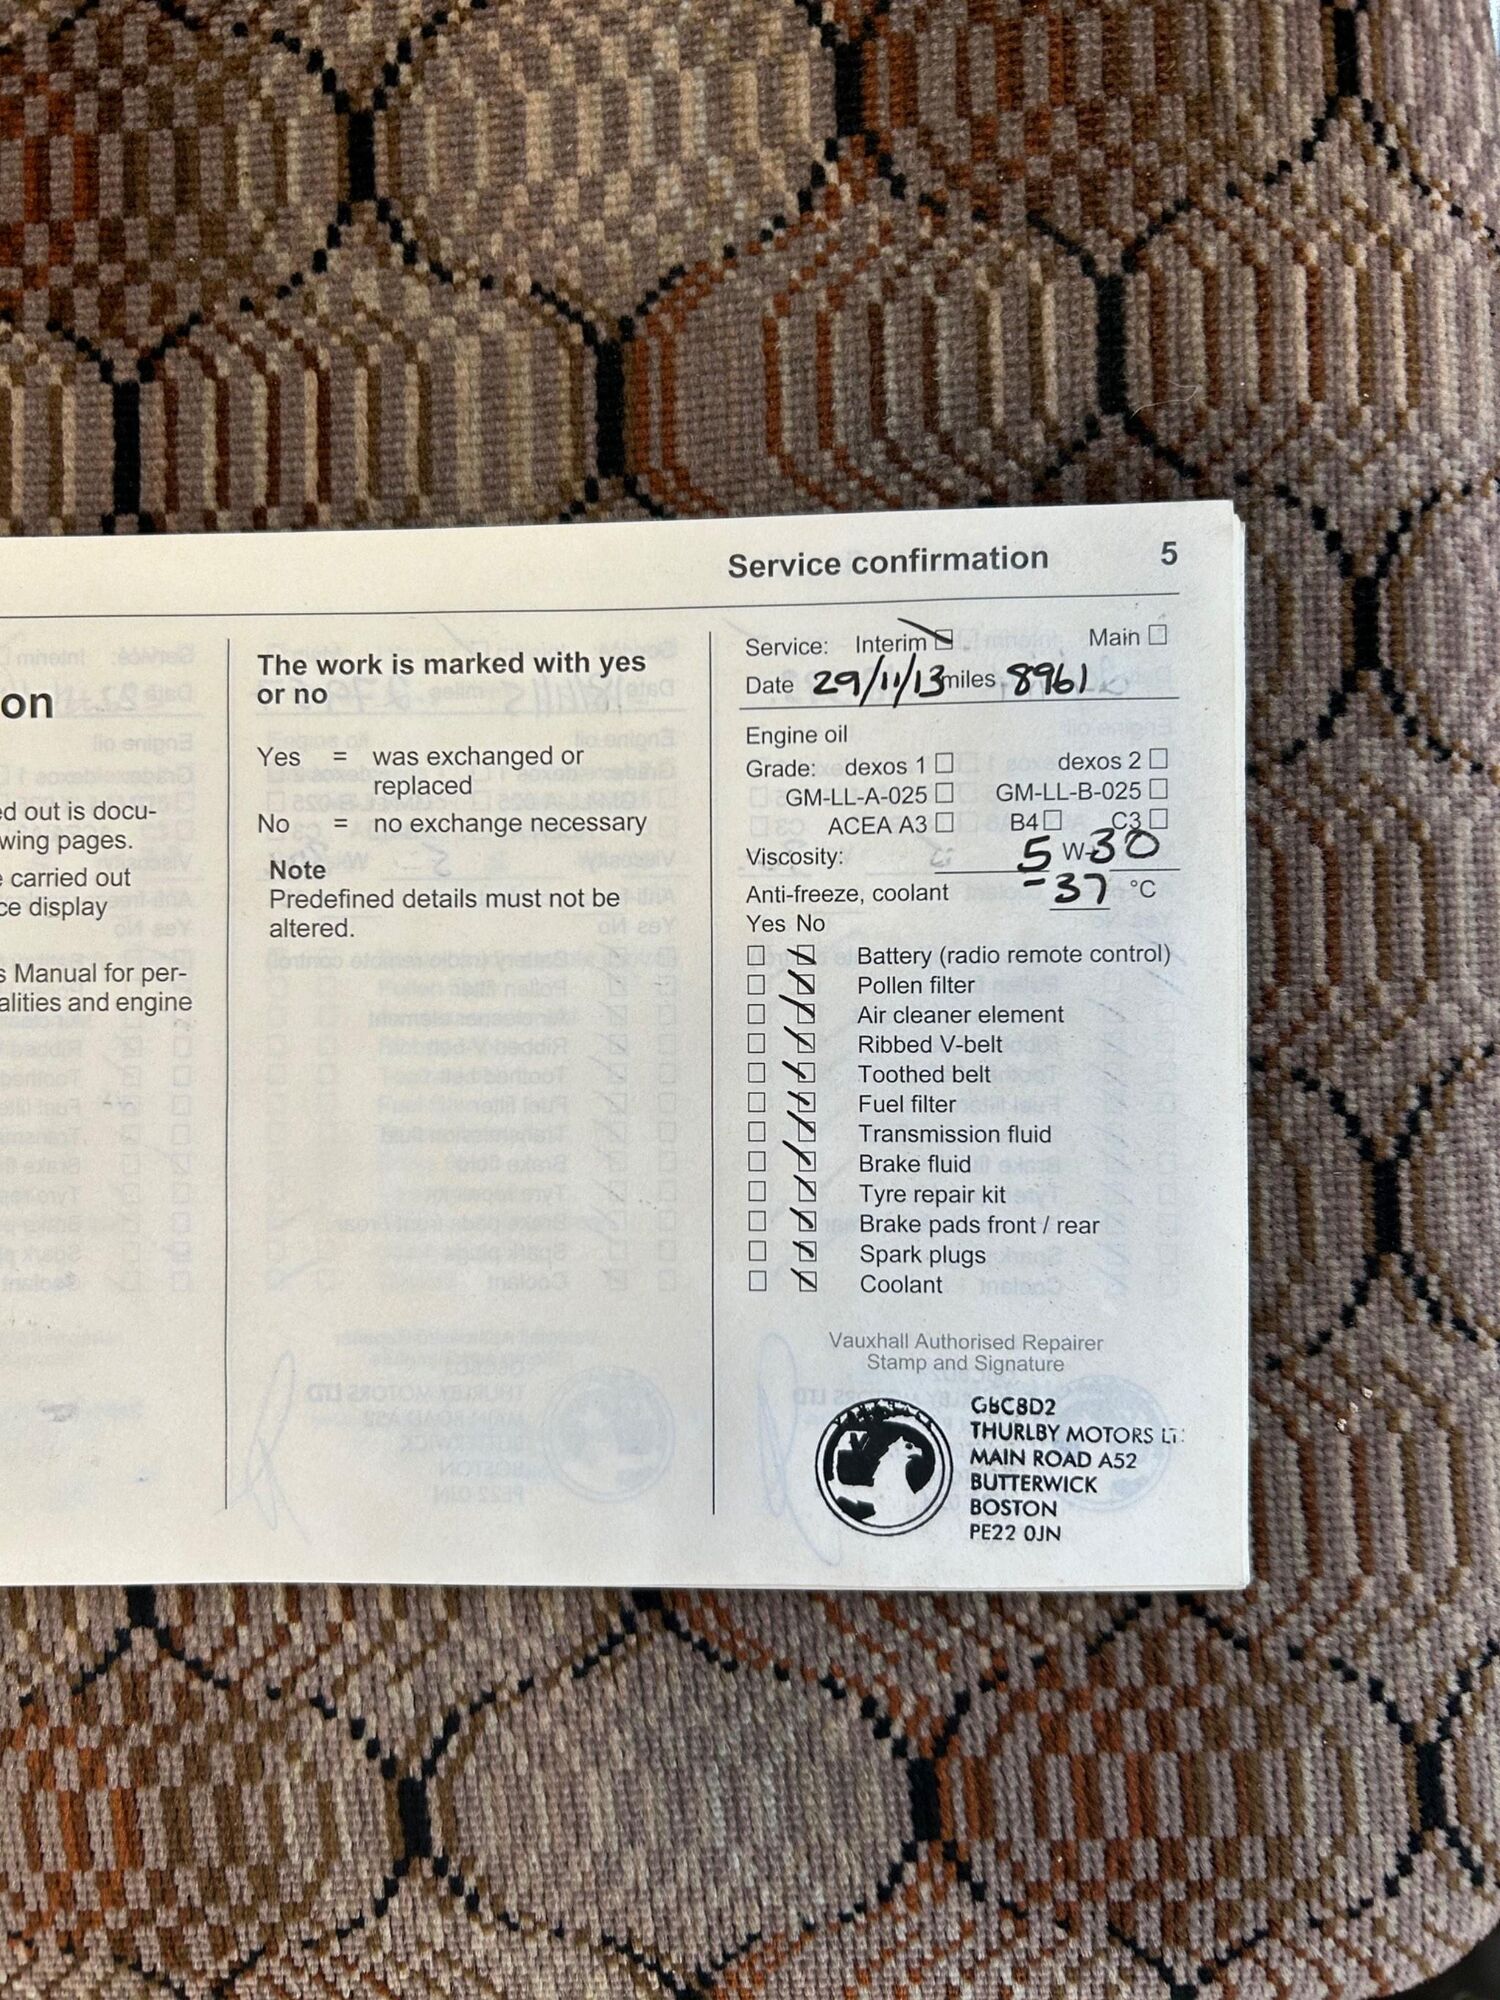 Service confirmation 5
on
ed out is docu-
wing pages.
e carried out
ce display
s Manual for per-
alities and engine
The work is marked with yes
or no
Yes = was exchanged or
replaced
No = no exchange necessary
Note
Predefined details must not be
altered.
Service: Interim Main
Date 29/11/13 miles 8961
Engine oil
Grade: dexos 1 dexos 2
GM-LL-A-025 GM-LL-B-025
ACEA A3 B4 C3
Viscosity: 5 W-30
Anti-freeze, coolant -37 °C
Yes No
Battery (radio remote control)
Pollen filter
Air cleaner element
Ribbed V-belt
Toothed belt
Fuel filter
Transmission fluid
Brake fluid
Tyre repair kit
Brake pads front / rear
Spark plugs
Coolant
Vauxhall Authorised Repairer
Stamp and Signature
THURLBY MOTORS
MAIN ROAD A52
BUTTERWICK
BOSTON
PE22 0JN